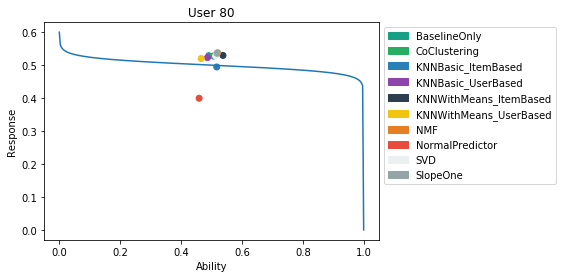 User 80
0.6
0.5
0.4
0.3
0.2
0.1
0.0
Response
0.0 0.2 0.4 0.6 0.8 1.0
Ability
BaselineOnly
CoClustering
KNNBasic_ItemBased
KNNBasic_UserBased
KNNWithMeans_ItemBased
KNNWithMeans_UserBased
NMF
NormalPredictor
SVD
SlopeOne